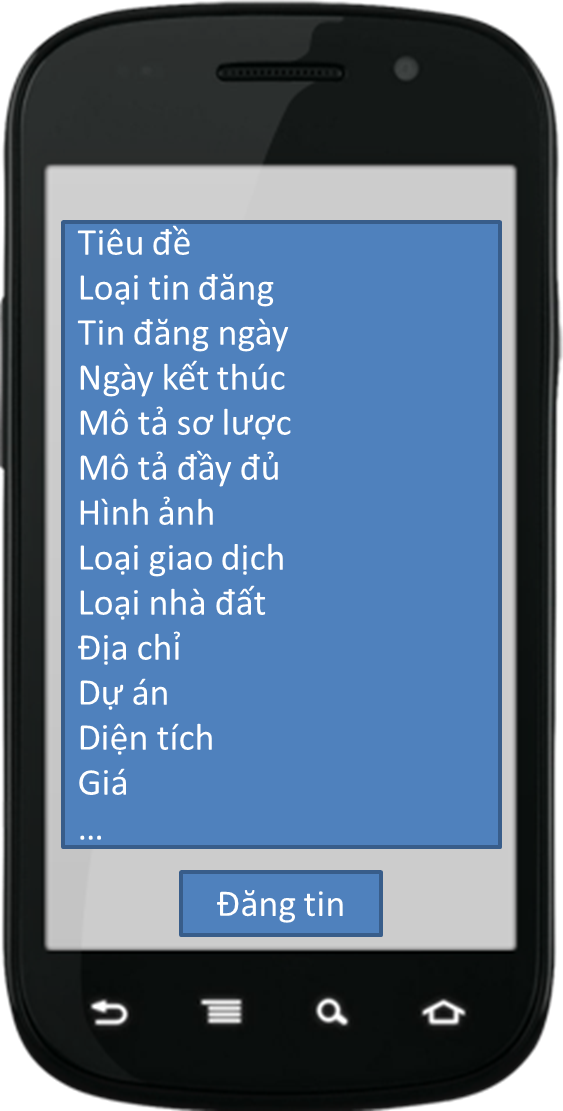 Tiêu đề
Loại tin đăng
Tin đăng ngày
Ngày kết thúc
Mô tả sơ lược
Mô tả đầy đủ
Hình ảnh
Loại giao dịch
Loại nhà đất
Địa chỉ
Dự án
Diện tích
Giá
...
Đăng tin